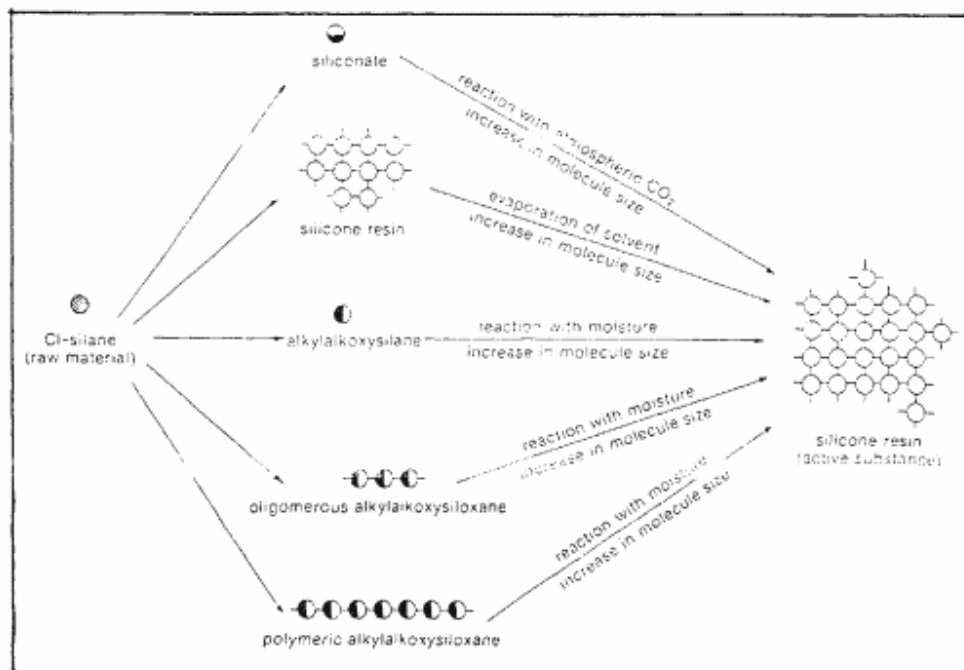 siliconate
reaction with atmospheric CO₂
increase in molecule size
silicone resin
evaporation of solvent
increase in molecule size
Cl-silane
(raw material)
alkylalkoxysilane
reaction with moisture
increase in molecule size
silicone resin
(active substance)
reaction with moisture
increase in molecule size
oligomerous alkylalkoxysiloxane
reaction with moisture
increase in molecule size
polymeric alkylalkoxysiloxane